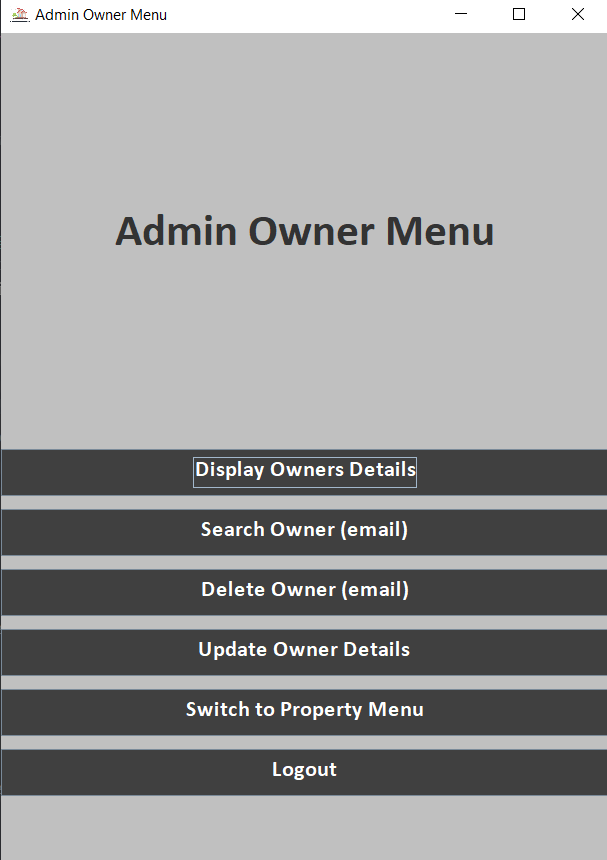 Admin Owner Menu
Admin Owner Menu
Display Owners Details
Search Owner (email)
Delete Owner (email)
Update Owner Details
Switch to Property Menu
Logout